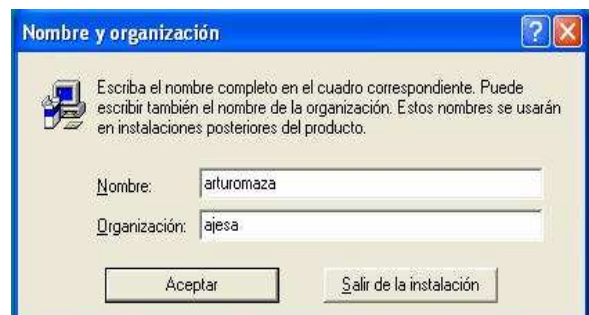 Nombre y organización
Escriba el nombre completo en el cuadro correspondiente. Puede
escribir también el nombre de la organización. Estos nombres se usarán
en instalaciones posteriores del producto.
Nombre: arturomaza
Organización: ajesa
Aceptar Salir de la instalación